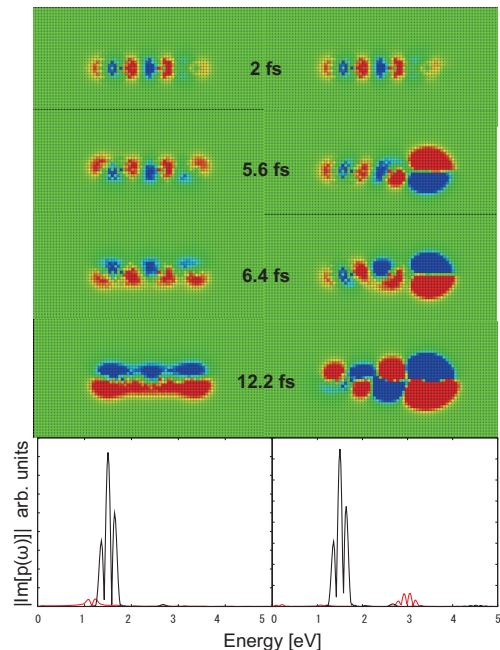 2 fs
5.6 fs
6.4 fs
12.2 fs
|Im[p(ω)]| arb. units
0 1 2 3 4 5 0 1 2 3 4 5
Energy [eV]